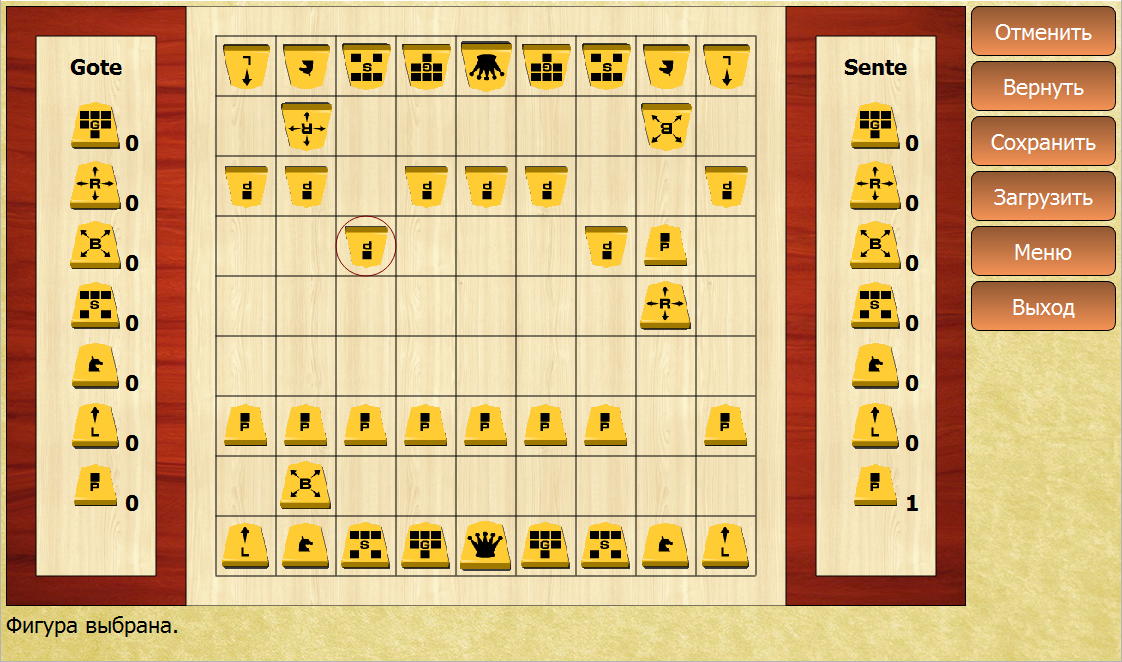 Gote
G 0
R 0
B 0
S 0
0
L 0
P 0
L S G G S L
R B
P P P P P P
P P P
R
P P P P P P P P
B
L S G G S L
Sente
G 0
R 0
B 0
S 0
0
L 0
P 1
Отменить
Вернуть
Сохранить
Загрузить
Меню
Выход
Фигура выбрана.